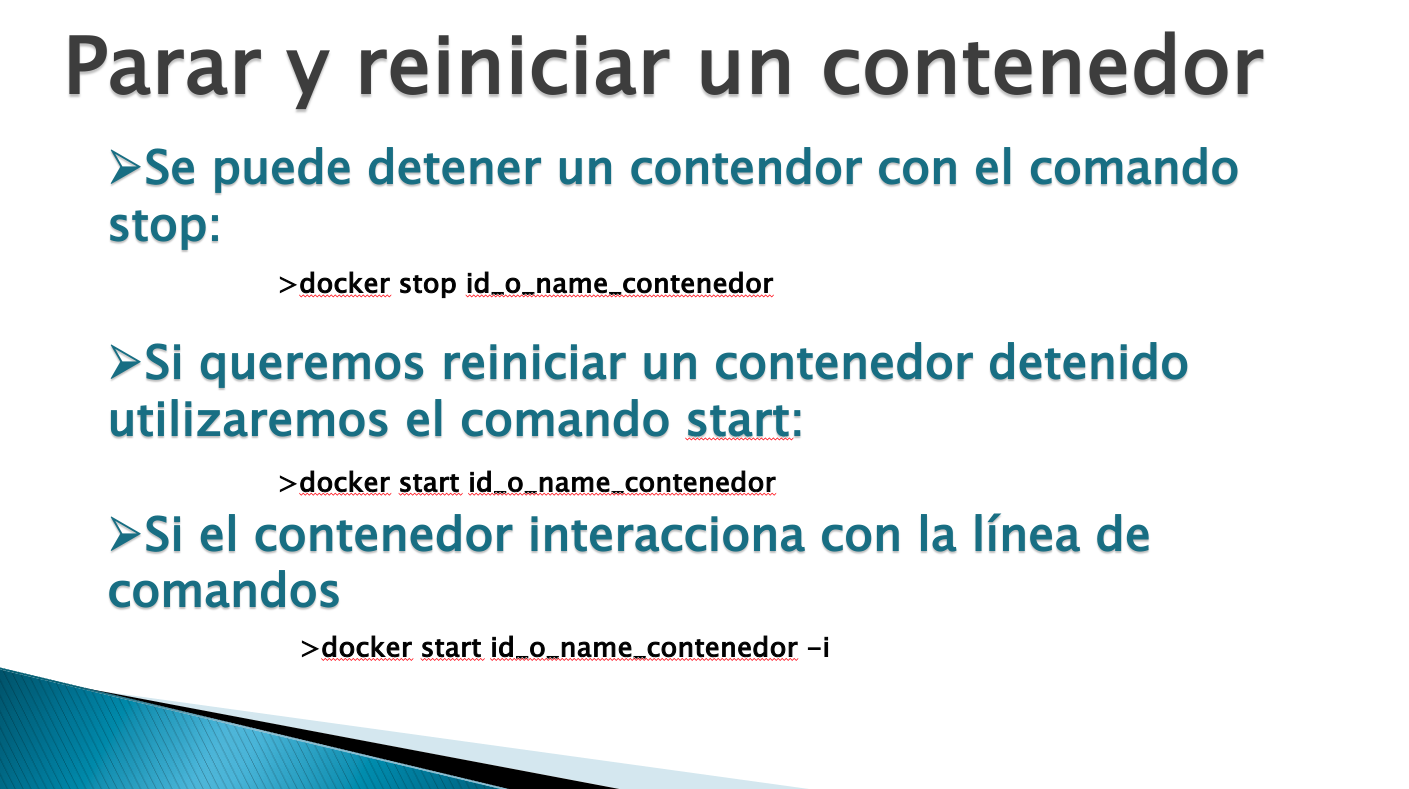 Parar y reiniciar un contenedor
➢Se puede detener un contendor con el comando
stop:
>docker stop id_o_name_contenedor
➢Si queremos reiniciar un contenedor detenido
utilizaremos el comando start:
>docker start id_o_name_contenedor
➢Si el contenedor interacciona con la línea de
comandos
>docker start id_o_name_contenedor –i